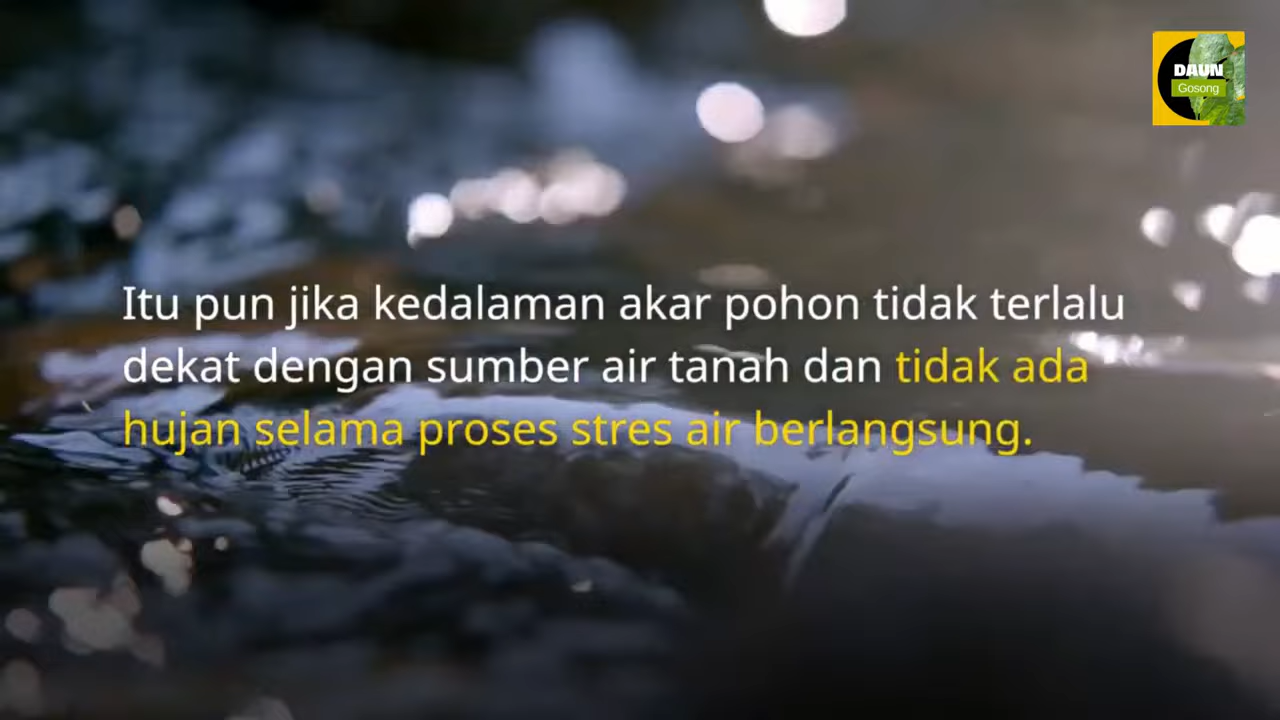 DAUN
Gosong
Itu pun jika kedalaman akar pohon tidak terlalu
dekat dengan sumber air tanah dan tidak ada
hujan selama proses stres air berlangsung.